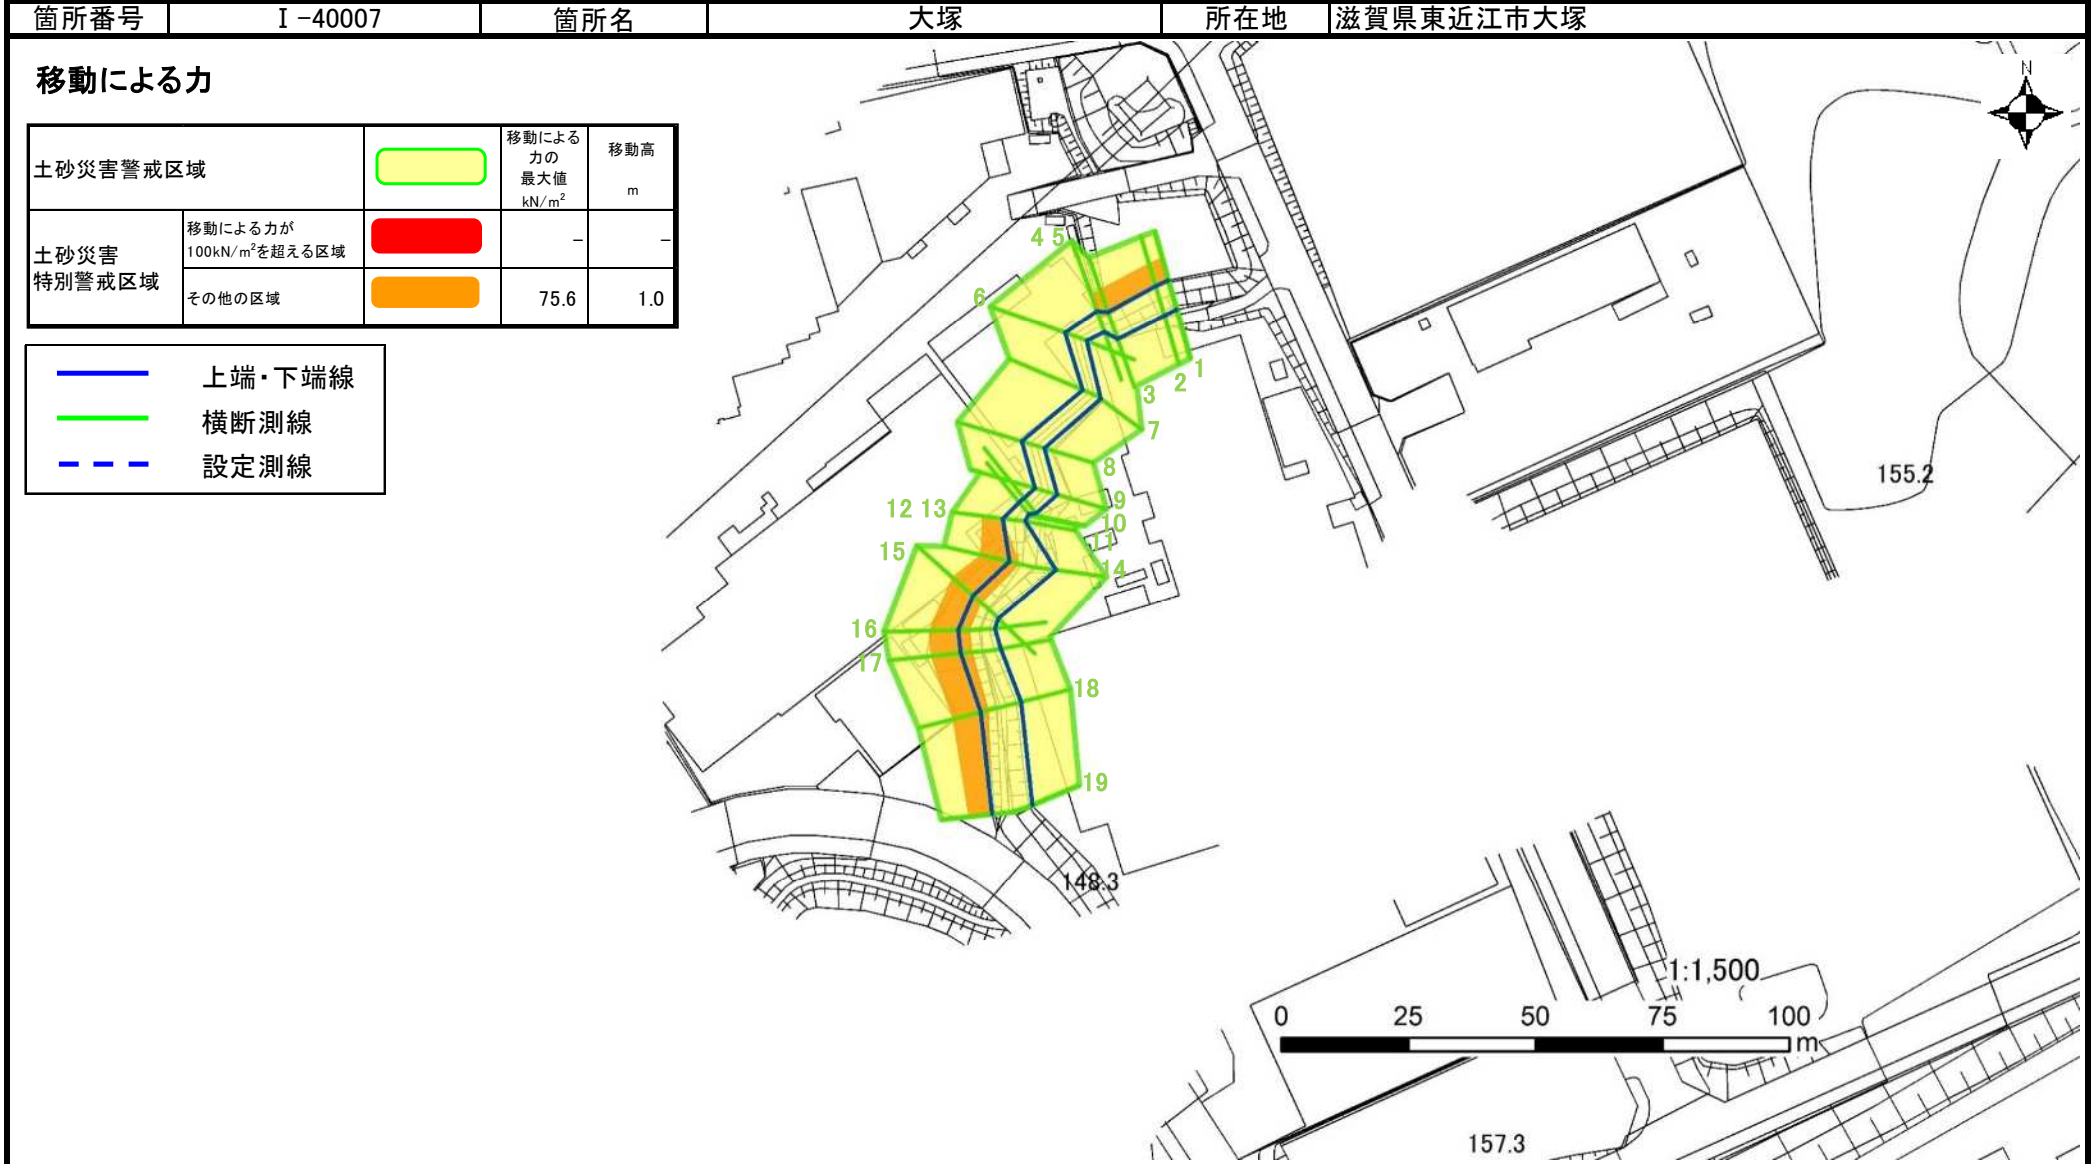 箇所番号 Ⅰ-40007 箇所名 大塚 所在地 滋賀県東近江市大塚
移動による力
土砂災害警戒区域
移動による
力の
最大値
kN/m²
移動高
m
土砂災害
特別警戒区域
移動による力が
100kN/m²を超える区域
－ －
その他の区域
75.6 1.0
上端・下端線
横断測線
設定測線
N
4 5
6
1
2
3
7
8
9
10
11
12 13
14
15
16
17
18
19
155.2
148.3
1:1,500
0 25 50 75 100
m
157.3